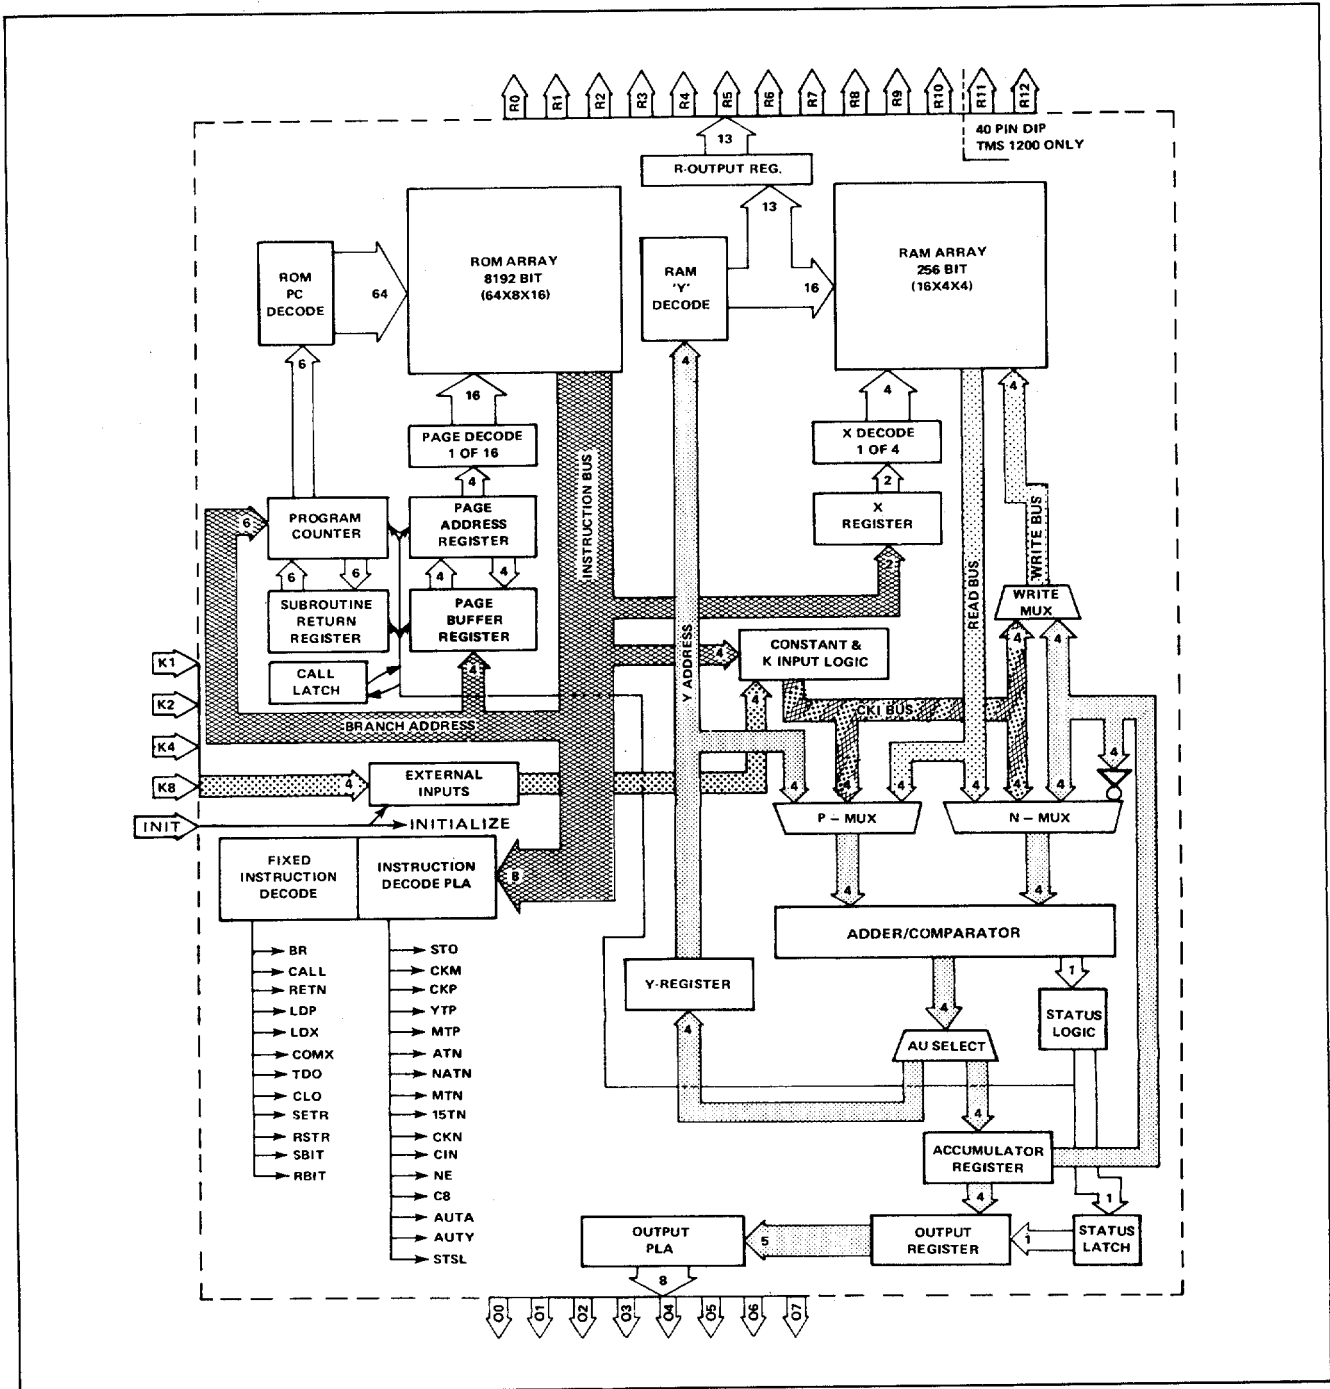 R0 R1 R2 R3 R4 R5 R6 R7 R8 R9 R10 R11 R12
40 PIN DIP
TMS 1200 ONLY
13
R-OUTPUT REG.
13
ROM
PC
DECODE
64
ROM ARRAY
8192 BIT
(64X8X16)
RAM
'Y'
DECODE
16
RAM ARRAY
256 BIT
(16X4X4)
6
16
4
4
4
PAGE DECODE
1 OF 16
X DECODE
1 OF 4
4
2
PROGRAM
COUNTER
6
PAGE
ADDRESS
REGISTER
X
REGISTER
INSTRUCTION BUS
READ BUS
WRITE BUS
6
6
4
4
2
SUBROUTINE
RETURN
REGISTER
PAGE
BUFFER
REGISTER
WRITE
MUX
4
4
CALL
LATCH
4
4
CONSTANT &
K INPUT LOGIC
4
Y ADDRESS
BRANCH ADDRESS
CKI BUS
K1
K2
K4
K8
4
EXTERNAL
INPUTS
4
4
4
4
4
4
4
INIT
INITIALIZE
P – MUX
N – MUX
FIXED
INSTRUCTION
DECODE
INSTRUCTION
DECODE PLA
8
4
4
ADDER/COMPARATOR
BR
CALL
RETN
LDP
LDX
COMX
TDO
CLO
SETR
RSTR
SBIT
RBIT
STO
CKM
CKP
YTP
MTP
ATN
NATN
MTN
15TN
CKN
CIN
NE
C8
AUTA
AUTY
STSL
Y-REGISTER
4
4
1
STATUS
LOGIC
AU SELECT
4
ACCUMULATOR
REGISTER
4
1
OUTPUT
PLA
5
OUTPUT
REGISTER
1
STATUS
LATCH
8
O0 O1 O2 O3 O4 O5 O6 O7